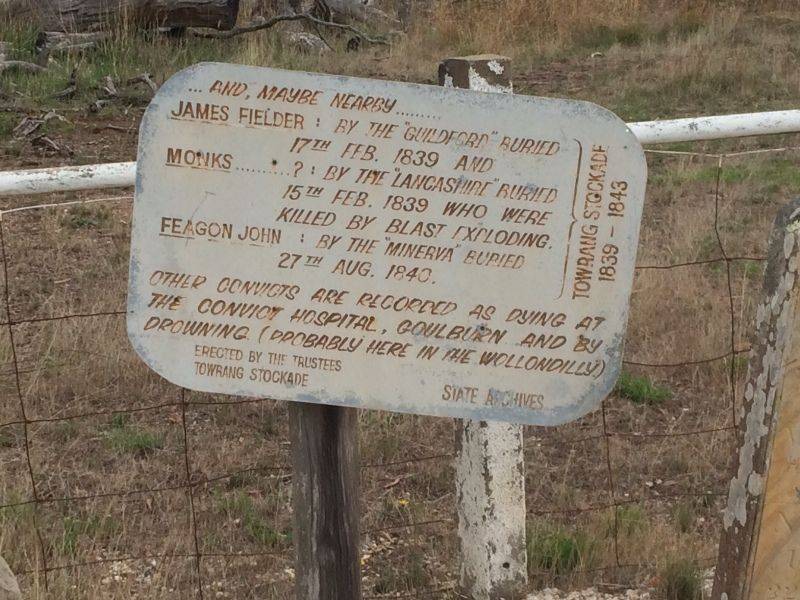 ... AND, MAYBE NEARBY.........
JAMES FIELDER : BY THE "GUILDFORD" BURIED
17TH FEB. 1839 AND
MONKS .......... ? : BY THE "LANCASHIRE" BURIED
15TH FEB. 1839 WHO WERE
KILLED BY BLAST EXPLODING.
FEAGON JOHN : BY THE "MINERVA" BURIED
27TH AUG. 1840.
TOWRANG STOCKADE
1839 - 1843
OTHER CONVICTS ARE RECORDED AS DYING AT
THE CONVICT HOSPITAL, GOULBURN AND BY
DROWNING. (PROBABLY HERE IN THE WOLLONDILLY)
ERECTED BY THE TRUSTEES
TOWRANG STOCKADE
STATE ARCHIVES